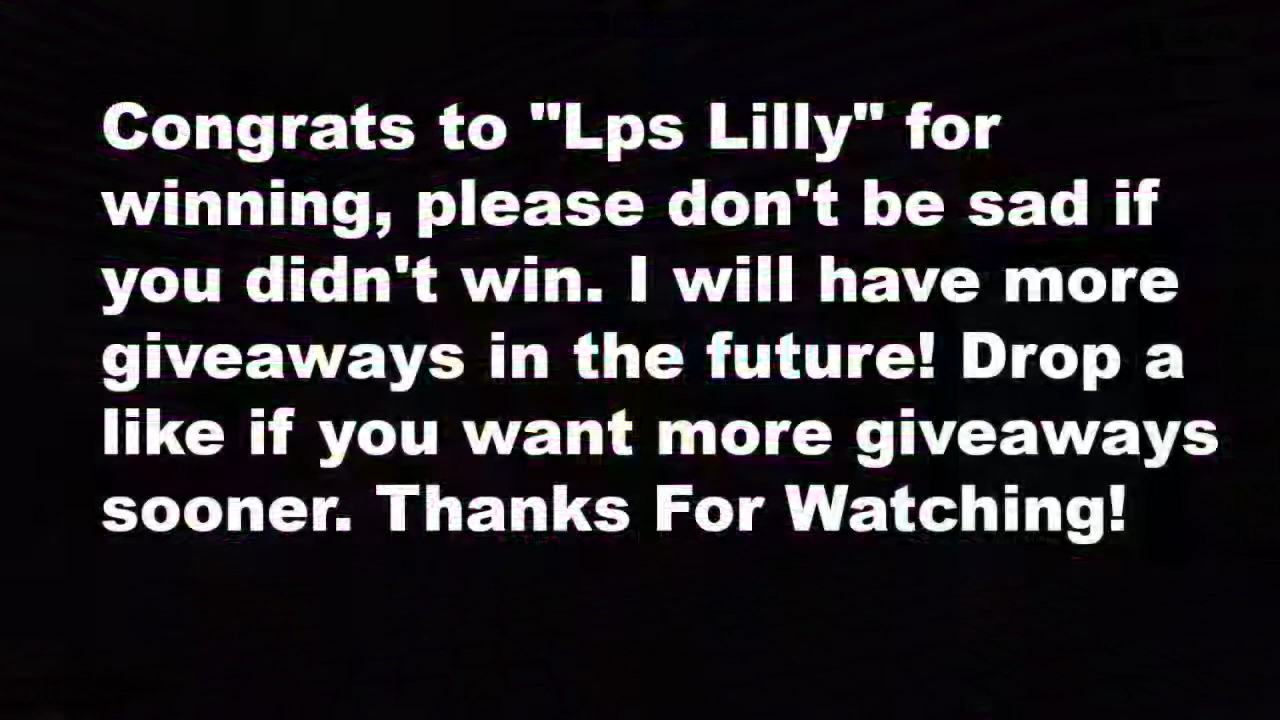 Congrats to "Lps Lilly" for
winning, please don't be sad if
you didn't win. I will have more
giveaways in the future! Drop a
like if you want more giveaways
sooner. Thanks For Watching!